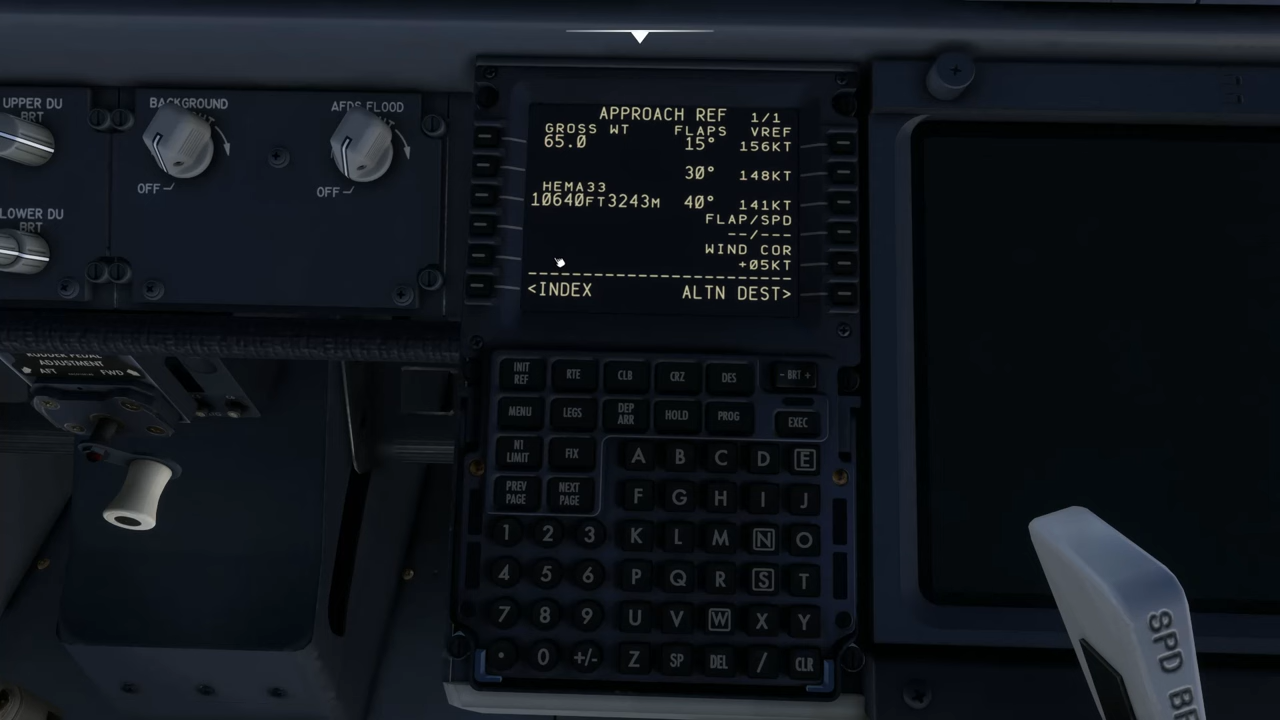 UPPER DU
BRT
BACKGROUND
OFF
AFDS FLOOD
OFF
LOWER DU
BRT
ADJUSTMENT
AFT FWD
APPROACH REF 1/1
GROSS WT FLAPS VREF
65.0 15° 156KT
30° 148KT
HEMA33
10640FT3243M 40° 141KT
FLAP/SPD
--/---
WIND COR
+05KT
------------------------
<INDEX ALTN DEST>
INIT REF
RTE
CLB
CRZ
DES
- BRT +
MENU
LEGS
DEP ARR
HOLD
PROG
EXEC
N1 LIMIT
FIX
A B C D E
PREV PAGE
NEXT PAGE
F G H I J
1 2 3 K L M N O
4 5 6 P Q R S T
7 8 9 U V W X Y
. 0 +/- Z SP DEL / CLR
SPD